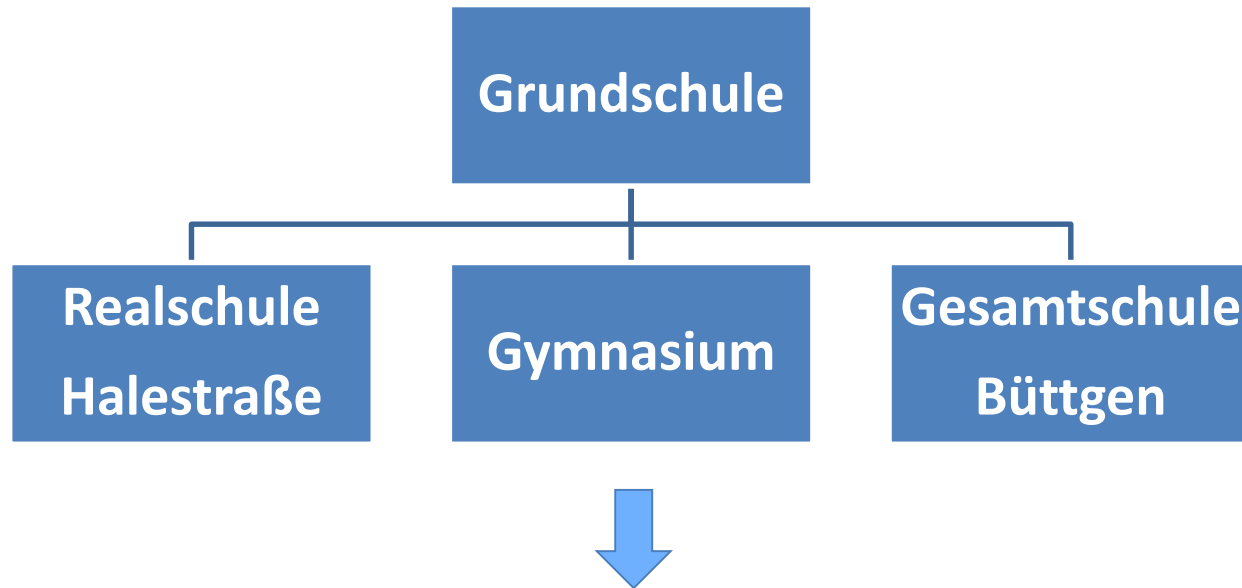 Grundschule
Realschule
Halestraße
Gymnasium
Gesamtschule
Büttgen